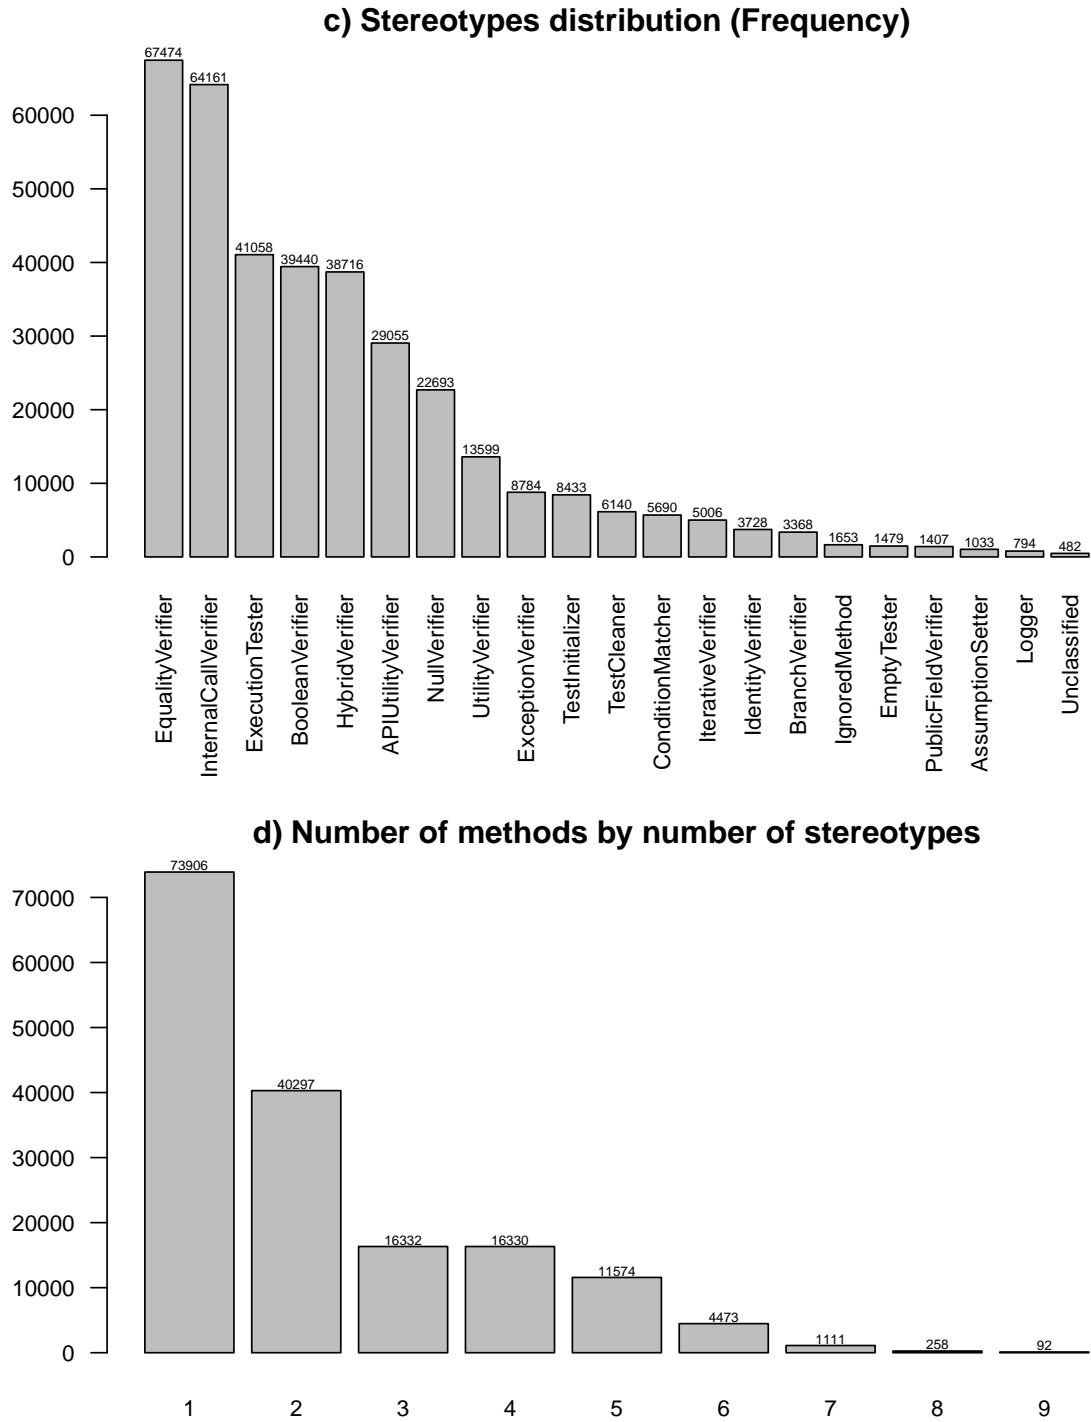 c) Stereotypes distribution (Frequency)
67474
64161
41058
39440
38716
29055
22693
13599
8784
8433
6140
5690
5006
3728
3368
1653
1479
1407
1033
794
482
60000
50000
40000
30000
20000
10000
0
EqualityVerifier
InternalCallVerifier
ExecutionTester
BooleanVerifier
HybridVerifier
APIUtilityVerifier
NullVerifier
UtilityVerifier
ExceptionVerifier
TestInitializer
TestCleaner
ConditionMatcher
IterativeVerifier
IdentityVerifier
BranchVerifier
IgnoredMethod
EmptyTester
PublicFieldVerifier
AssumptionSetter
Logger
Unclassified
d) Number of methods by number of stereotypes
73906
40297
16332
16330
11574
4473
1111
258
92
70000
60000
50000
40000
30000
20000
10000
0
1 2 3 4 5 6 7 8 9